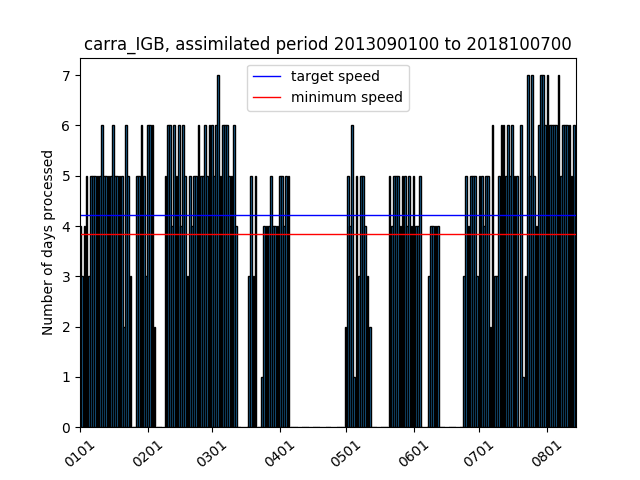 carra_IGB, assimilated period 2013090100 to 2018100700
target speed
minimum speed
Number of days processed
7
6
5
4
3
2
1
0
0101 0201 0301 0401 0501 0601 0701 0801